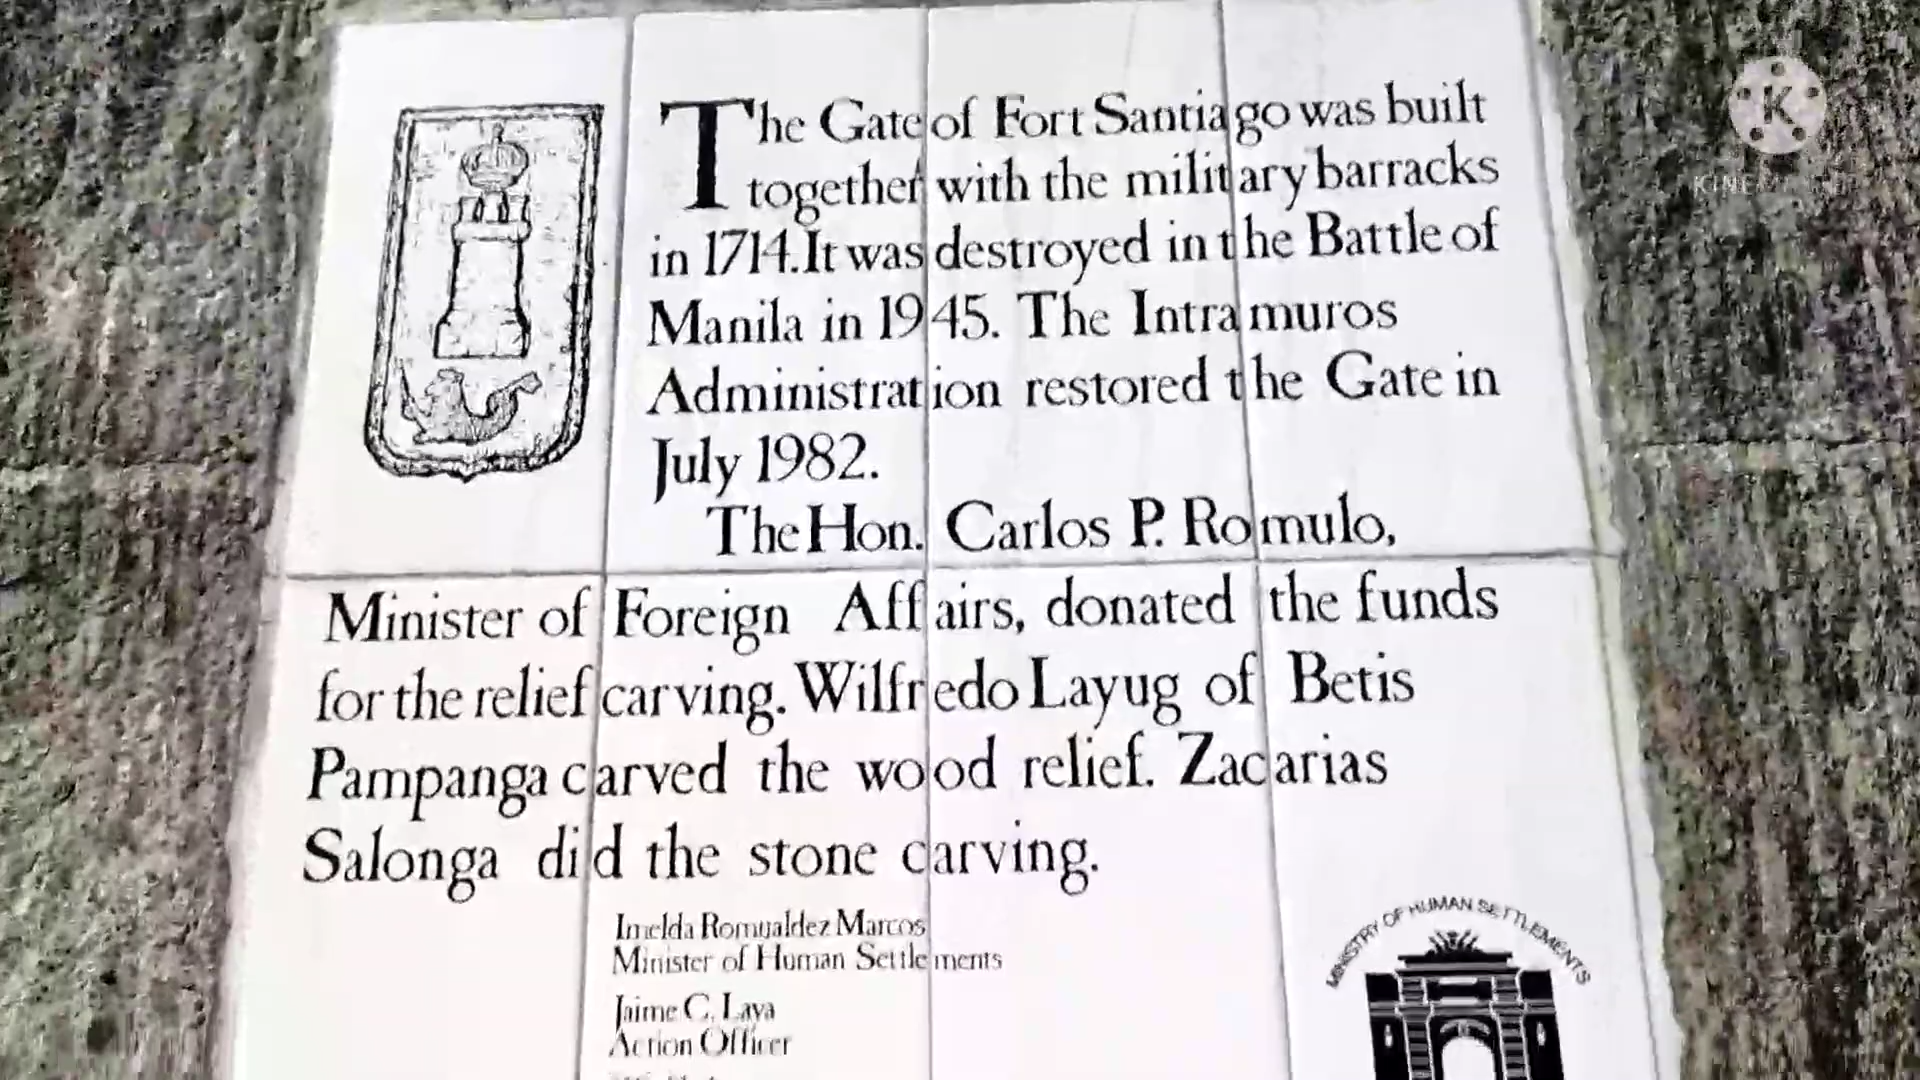 The Gate of Fort Santiago was built
together with the military barracks
in 1714. It was destroyed in the Battle of
Manila in 1945. The Intramuros
Administration restored the Gate in
July 1982.
The Hon. Carlos P. Romulo,
Minister of Foreign Affairs, donated the funds
for the relief carving. Wilfredo Layug of Betis
Pampanga carved the wood relief. Zacarias
Salonga did the stone carving.
Imelda Romualdez Marcos
Minister of Human Settlements
Jaime C. Laya
Action Officer
MINISTRY OF HUMAN SETTLEMENTS
K
KINEMASTER